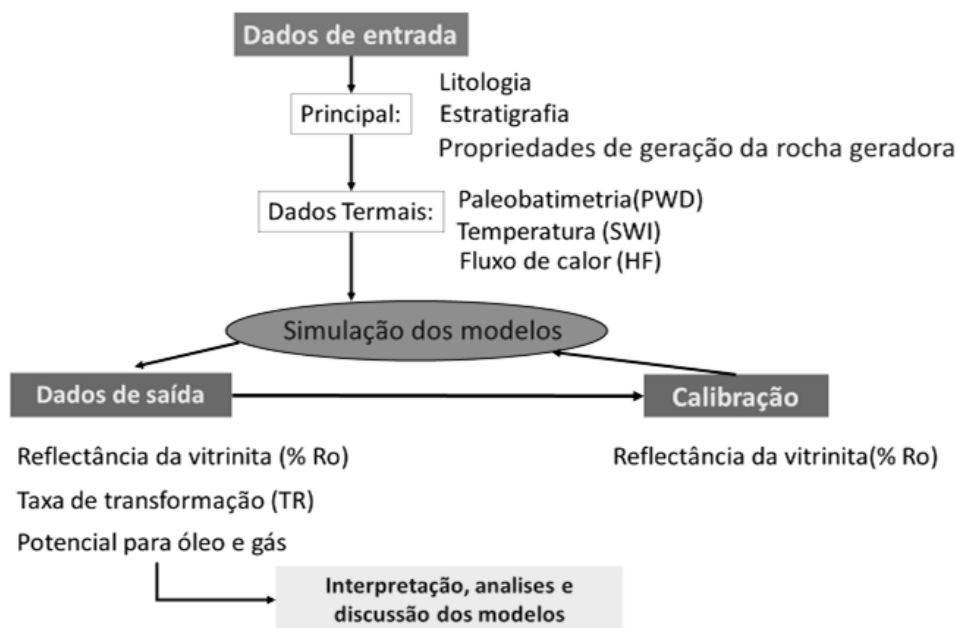 Dados de entrada
Principal:
Litologia
Estratigrafia
Propriedades de geração da rocha geradora
Dados Termais:
Paleobatimetria(PWD)
Temperatura (SWI)
Fluxo de calor (HF)
Simulação dos modelos
Dados de saída
Calibração
Reflectância da vitrinita (% Ro)
Reflectância da vitrinita(% Ro)
Taxa de transformação (TR)
Potencial para óleo e gás
Interpretação, analises e
discussão dos modelos